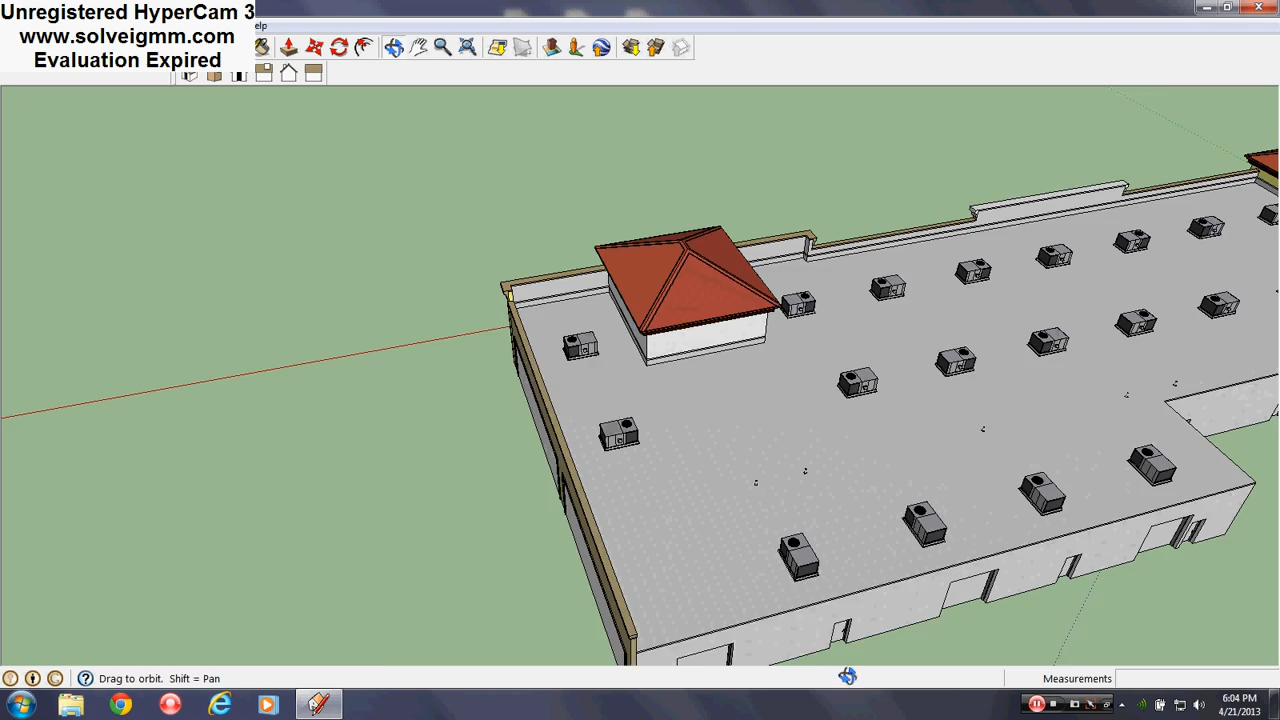 Unregistered HyperCam 3
www.solveigmm.com
Evaluation Expired
elp
Drag to orbit. Shift = Pan
Measurements
6:04 PM
4/21/2013